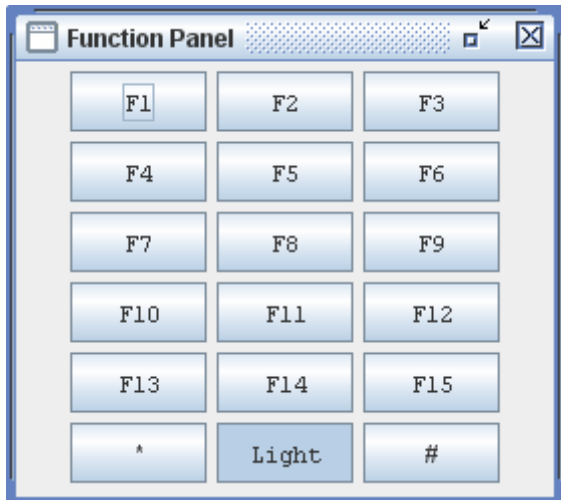 Function Panel
F1 F2 F3
F4 F5 F6
F7 F8 F9
F10 F11 F12
F13 F14 F15
* Light #